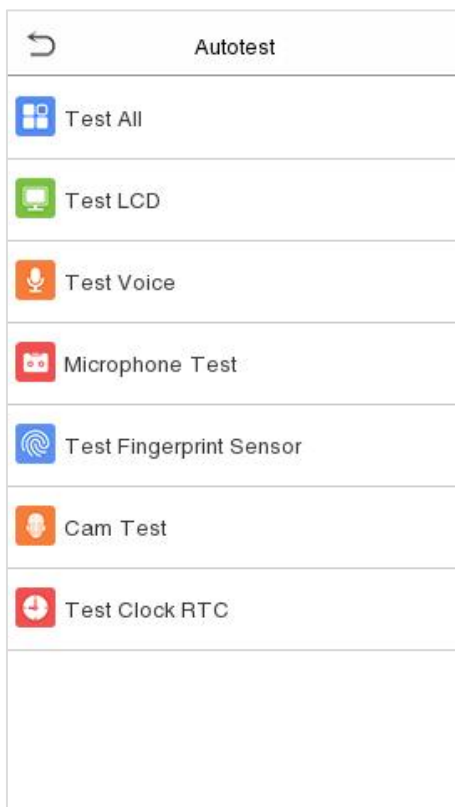 Autotest
Test All
Test LCD
Test Voice
Microphone Test
Test Fingerprint Sensor
Cam Test
Test Clock RTC